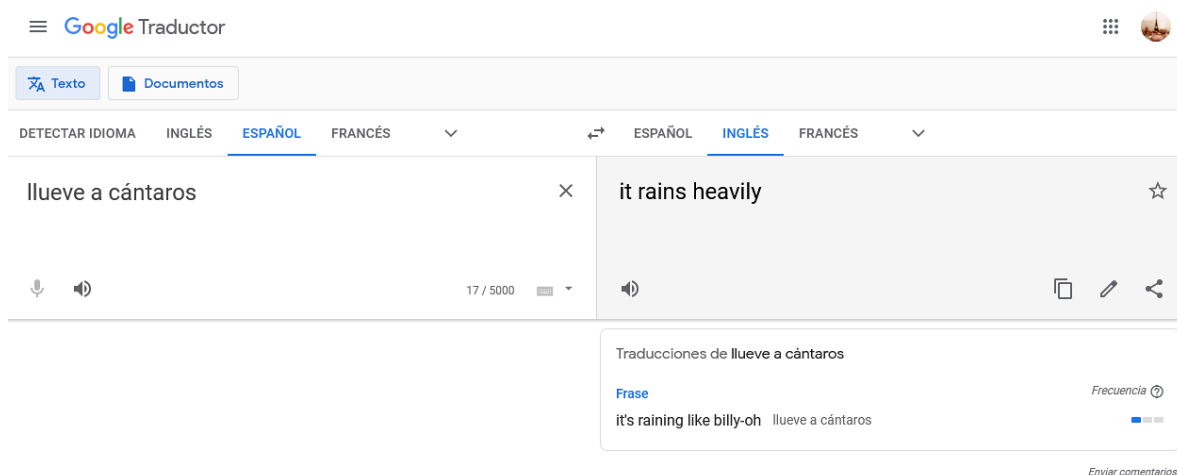 Google Traductor
Texto Documentos
DETECTAR IDIOMA INGLÉS ESPAÑOL FRANCÉS ESPAÑOL INGLÉS FRANCÉS
llueve a cántaros
it rains heavily
17 / 5000
Traducciones de llueve a cántaros
Frase Frecuencia
it's raining like billy-oh llueve a cántaros
Enviar comentarios